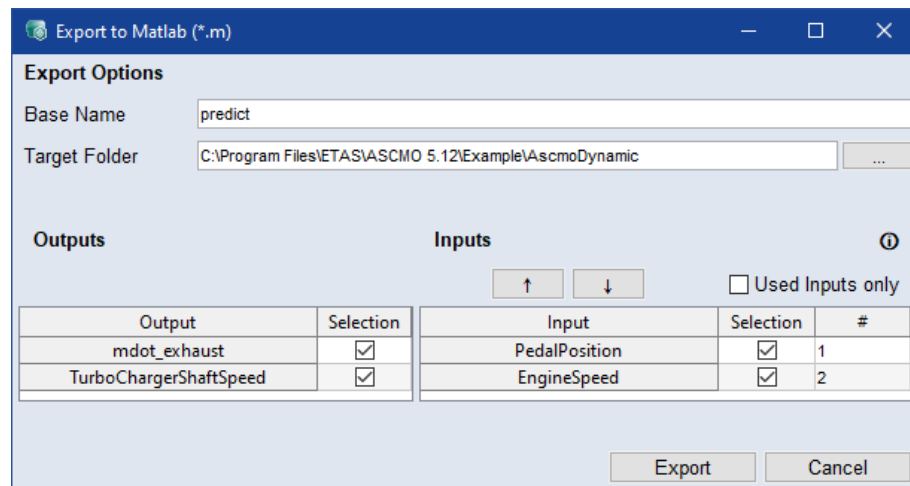 Export to Matlab (*.m)
Export Options
Base Name predict
Target Folder C:\Program Files\ETAS\ASCMO 5.12\Example\AscmoDynamic ...
Outputs Inputs
↑ ↓ Used Inputs only
Output Selection Input Selection #
mdot_exhaust PedalPosition 1
TurboChargerShaftSpeed EngineSpeed 2
Export Cancel